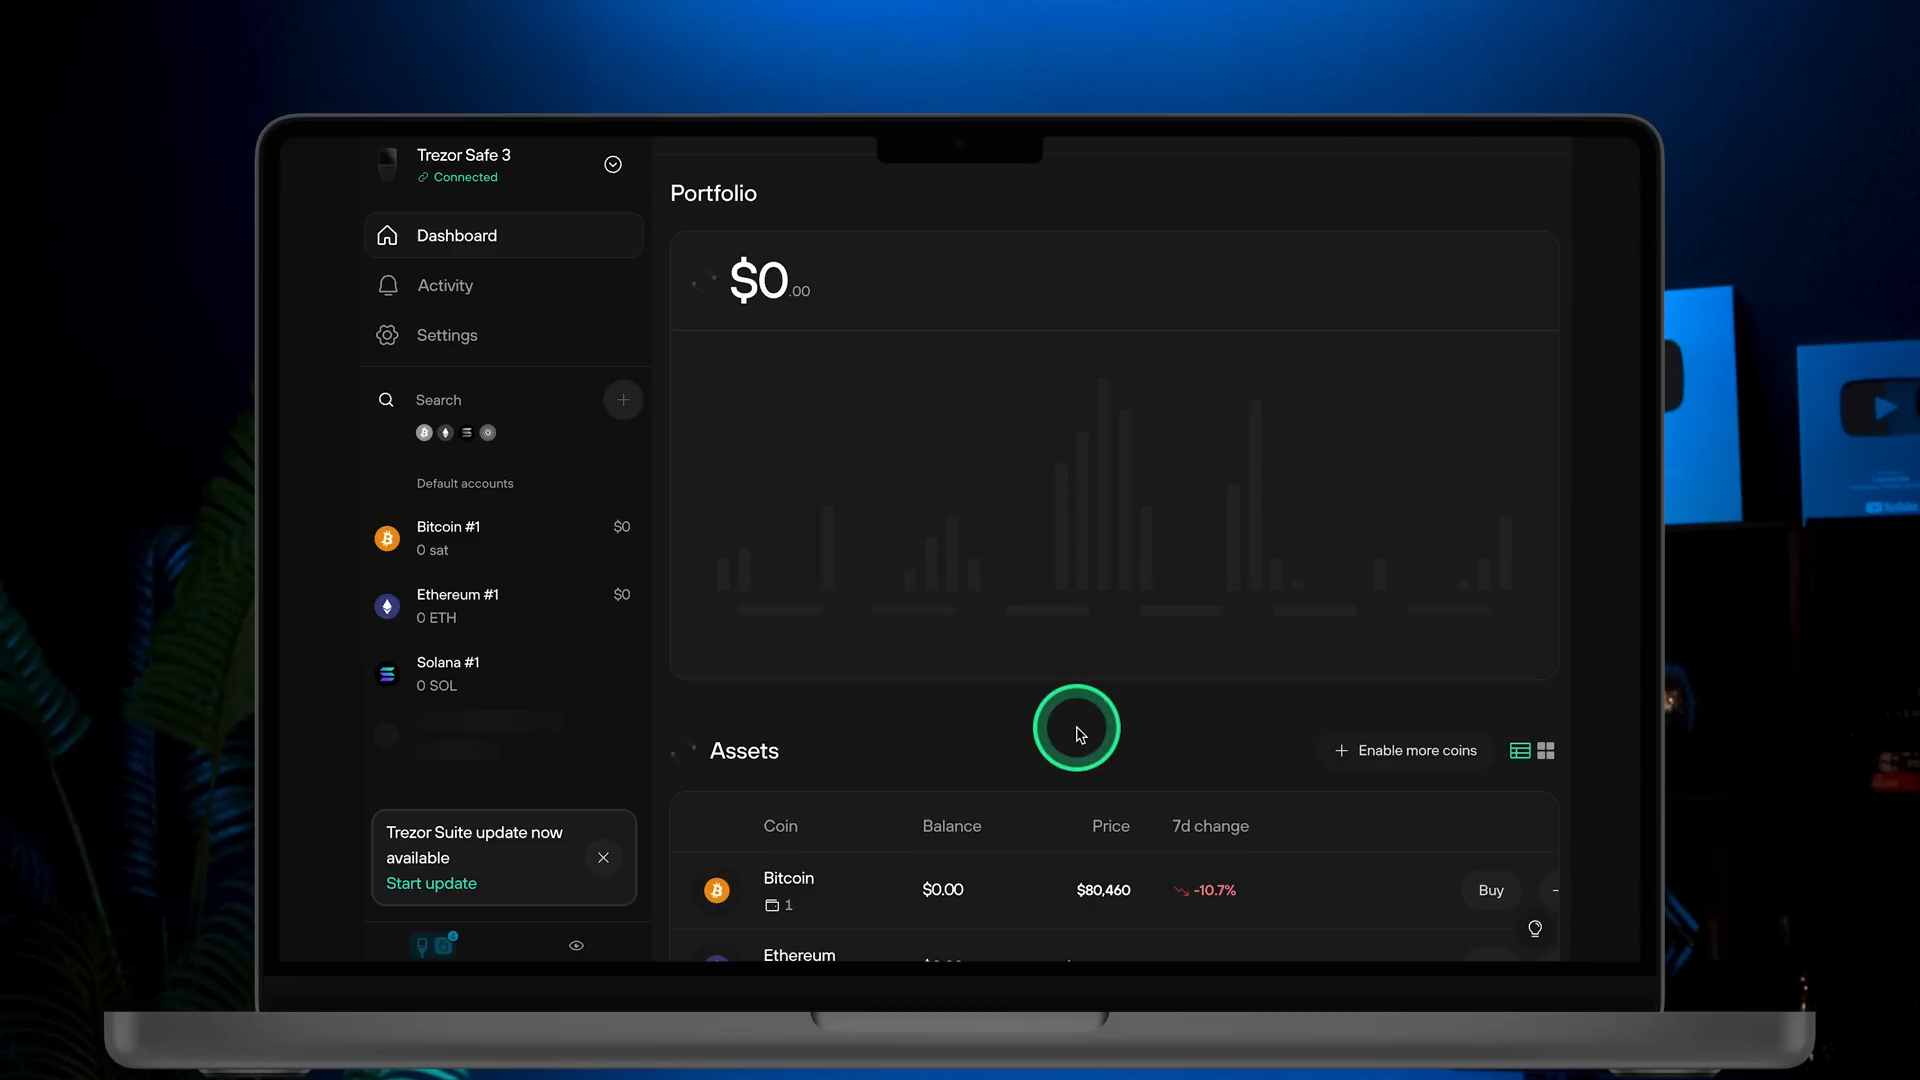 Trezor Safe 3
Connected
Dashboard
Activity
Settings
Search
Default accounts
Bitcoin #1
$0
0 sat
Ethereum #1
$0
0 ETH
Solana #1
0 SOL
Trezor Suite update now
available
Start update
Portfolio
$0.00
Assets
Enable more coins
Coin
Balance
Price
7d change
Bitcoin
1
$0.00
$80,460
-10.7%
Buy
Ethereum
YouTube